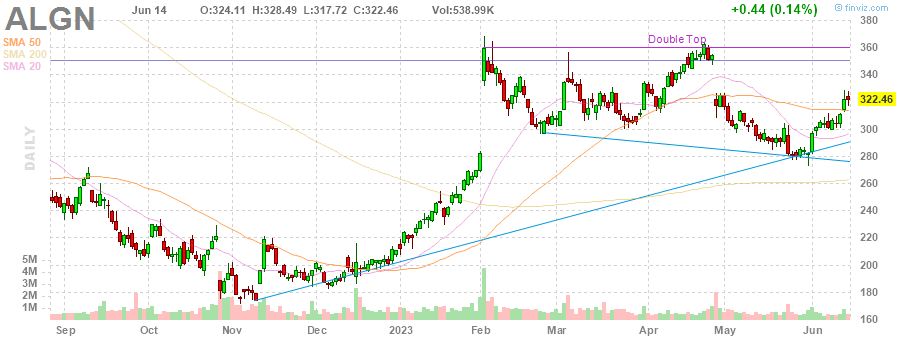 © finviz.com
ALGN Jun 14 O:324.11 H:328.49 L:317.72 C:322.46 Vol:538.99K +0.44 (0.14%)
SMA 50
SMA 200
SMA 20
DAILY
Double Top
380
360
340
322.46
300
280
260
240
220
200
180
160
5M
4M
3M
2M
1M
Sep Oct Nov Dec 2023 Feb Mar Apr May Jun